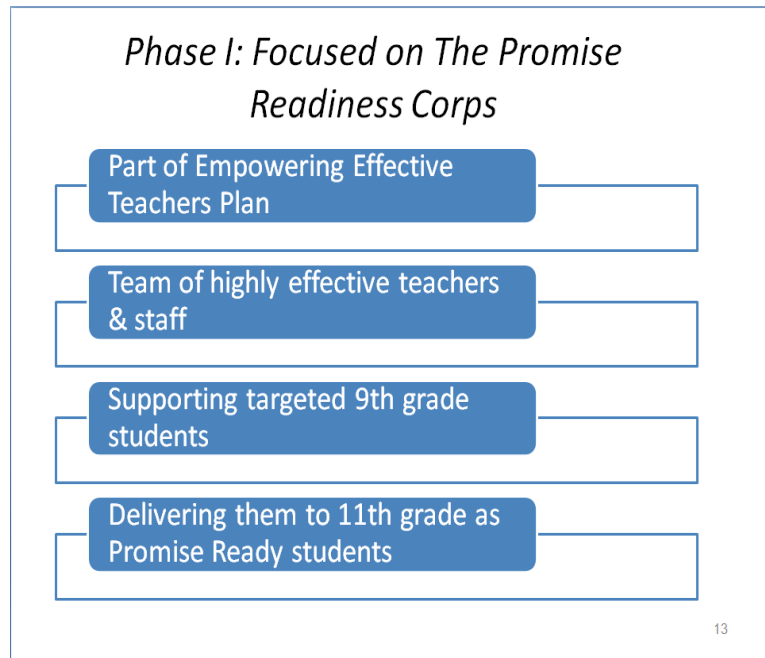 Phase I: Focused on The Promise
Readiness Corps
Part of Empowering Effective
Teachers Plan
Team of highly effective teachers
& staff
Supporting targeted 9th grade
students
Delivering them to 11th grade as
Promise Ready students
13